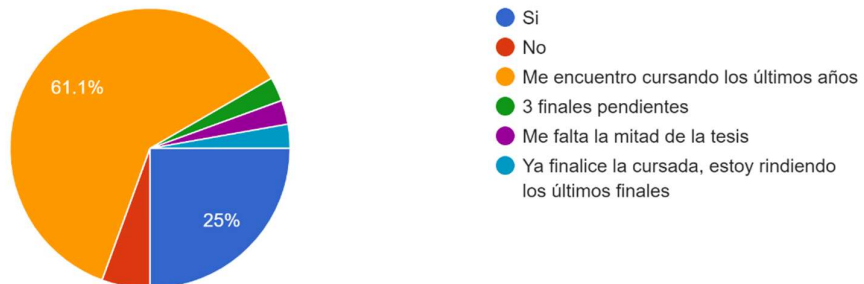 61.1%
25%
Si
No
Me encuentro cursando los últimos años
3 finales pendientes
Me falta la mitad de la tesis
Ya finalice la cursada, estoy rindiendo
los últimos finales